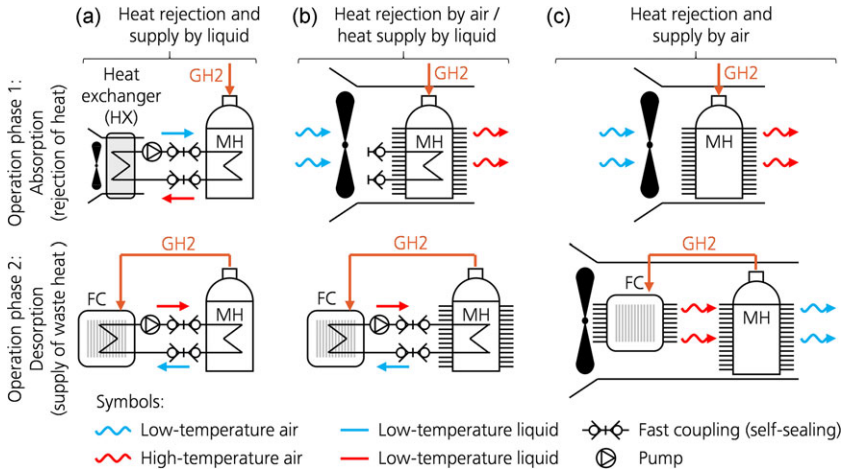 (a) Heat rejection and
supply by liquid
(b) Heat rejection by air /
heat supply by liquid
(c) Heat rejection
and supply by air
Operation phase 1:
Absorption
(rejection of heat)
Heat
exchanger
(HX)
GH2
MH
GH2
MH
GH2
MH
Operation phase 2:
Desorption
(supply of waste heat )
GH2
FC
MH
GH2
FC
MH
GH2
FC
MH
Symbols:
Low-temperature air
Low-temperature liquid
Fast coupling (self-sealing)
High-temperature air
Low-temperature liquid
Pump